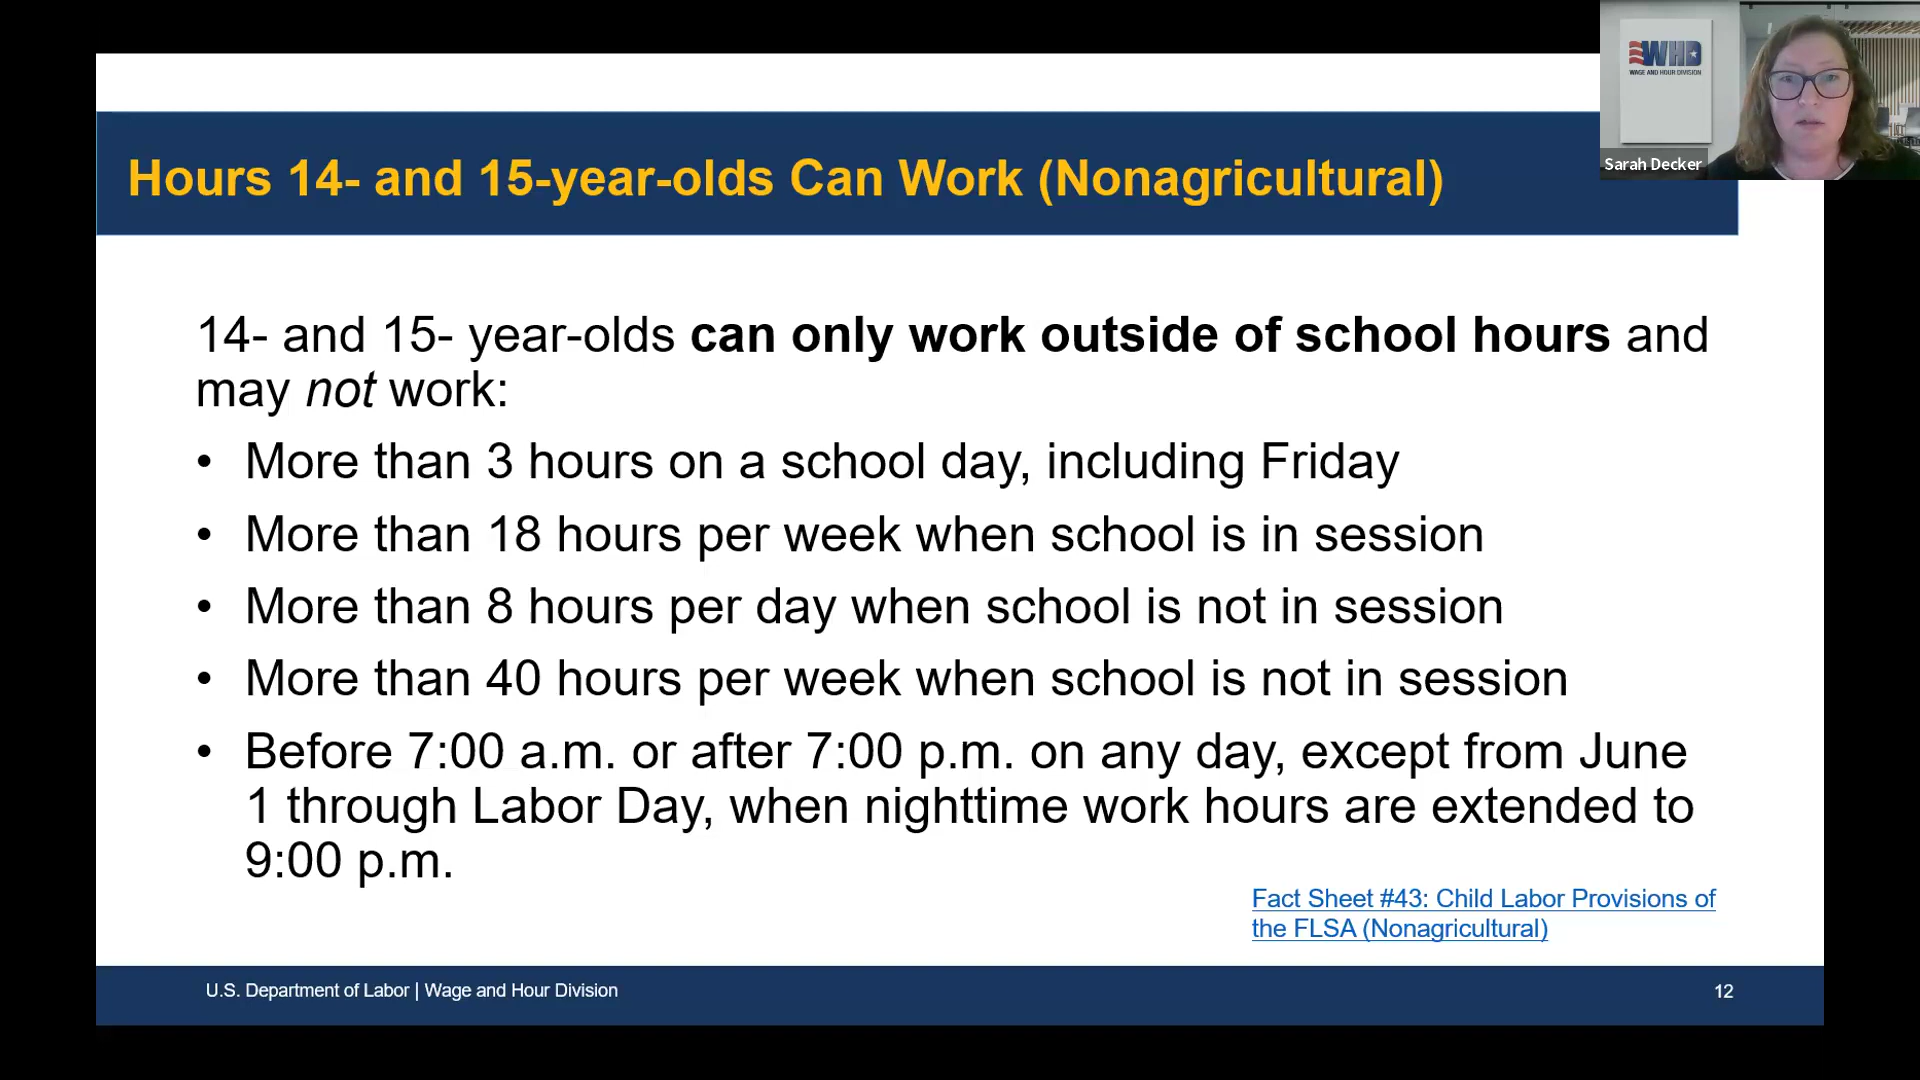 WHD
WAGE AND HOUR DIVISION
Sarah Decker
Hours 14- and 15-year-olds Can Work (Nonagricultural)
14- and 15- year-olds can only work outside of school hours and
may not work:
• More than 3 hours on a school day, including Friday
• More than 18 hours per week when school is in session
• More than 8 hours per day when school is not in session
• More than 40 hours per week when school is not in session
• Before 7:00 a.m. or after 7:00 p.m. on any day, except from June
1 through Labor Day, when nighttime work hours are extended to
9:00 p.m.
Fact Sheet #43: Child Labor Provisions of
the FLSA (Nonagricultural)
U.S. Department of Labor | Wage and Hour Division
12